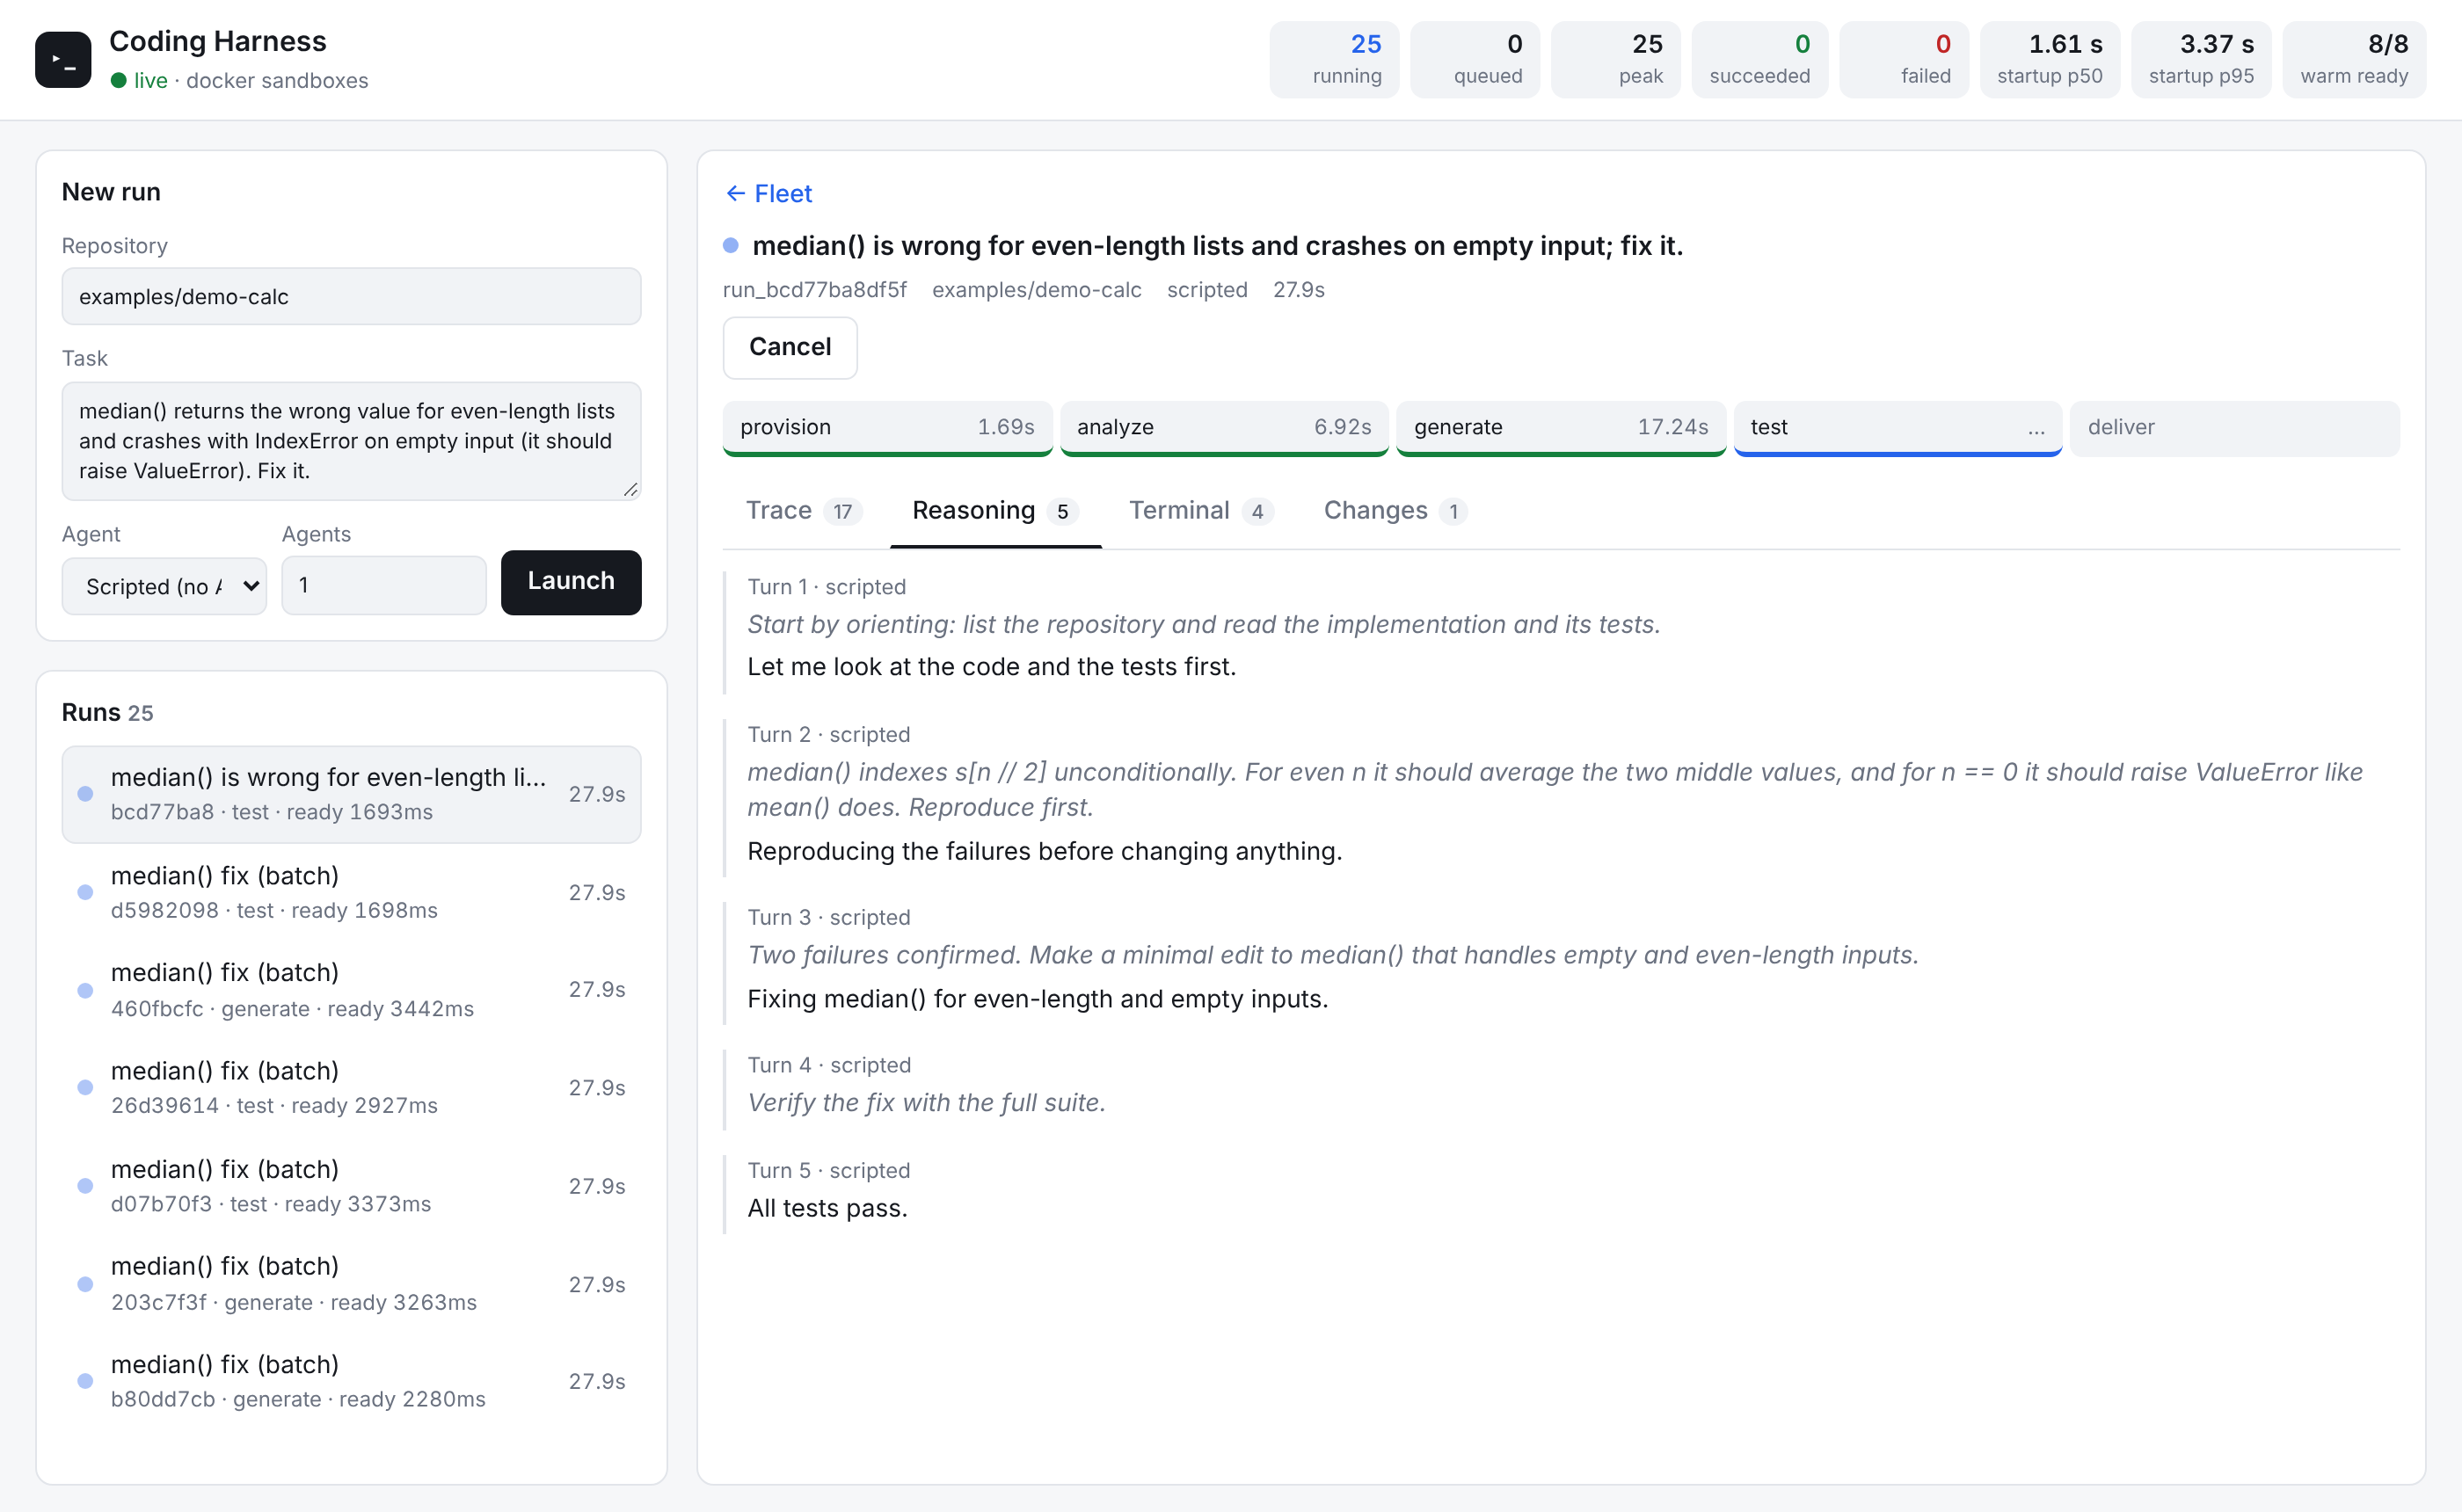 Coding Harness
live · docker sandboxes
25
running
0
queued
25
peak
0
succeeded
0
failed
1.61 s
startup p50
3.37 s
startup p95
8/8
warm ready
New run
Repository
examples/demo-calc
Task
median() returns the wrong value for even-length lists
and crashes with IndexError on empty input (it should
raise ValueError). Fix it.
Agent
Agents
Scripted (no
1
Launch
Runs 25
median() is wrong for even-length li...
27.9s
bcd77ba8 · test · ready 1693ms
median() fix (batch)
27.9s
d5982098 · test · ready 1698ms
median() fix (batch)
27.9s
460fbcfc · generate · ready 3442ms
median() fix (batch)
27.9s
26d39614 · test · ready 2927ms
median() fix (batch)
27.9s
d07b70f3 · test · ready 3373ms
median() fix (batch)
27.9s
203c7f3f · generate · ready 3263ms
median() fix (batch)
27.9s
b80dd7cb · generate · ready 2280ms
← Fleet
median() is wrong for even-length lists and crashes on empty input; fix it.
run_bcd77ba8df5f examples/demo-calc scripted 27.9s
Cancel
provision 1.69s
analyze 6.92s
generate 17.24s
test ...
deliver
Trace 17
Reasoning 5
Terminal 4
Changes 1
Turn 1 · scripted
Start by orienting: list the repository and read the implementation and its tests.
Let me look at the code and the tests first.
Turn 2 · scripted
median() indexes s[n // 2] unconditionally. For even n it should average the two middle values, and for n == 0 it should raise ValueError like
mean() does. Reproduce first.
Reproducing the failures before changing anything.
Turn 3 · scripted
Two failures confirmed. Make a minimal edit to median() that handles empty and even-length inputs.
Fixing median() for even-length and empty inputs.
Turn 4 · scripted
Verify the fix with the full suite.
Turn 5 · scripted
All tests pass.